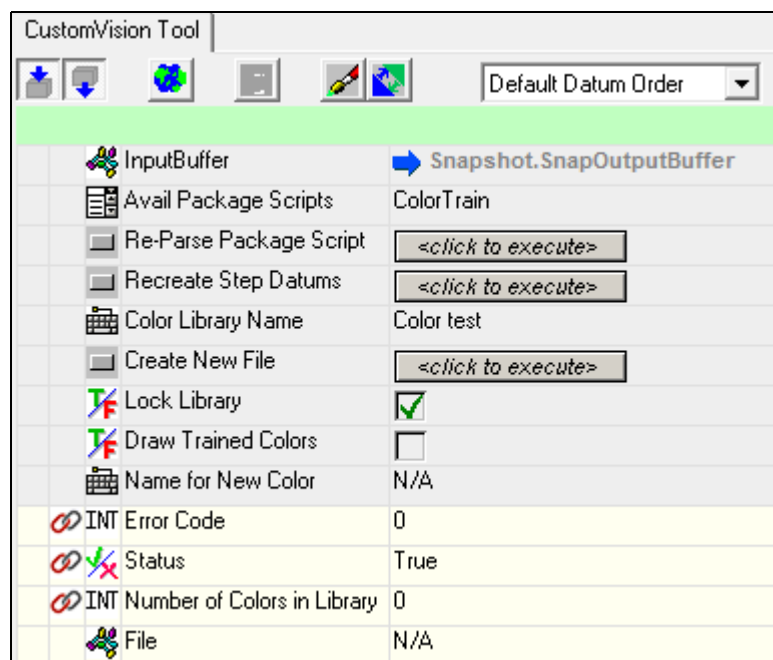 CustomVision Tool
Default Datum Order
InputBuffer Snapshot.SnapOutputBuffer
Avail Package Scripts ColorTrain
Re-Parse Package Script <click to execute>
Recreate Step Datums <click to execute>
Color Library Name Color test
Create New File <click to execute>
T/F Lock Library
T/F Draw Trained Colors
Name for New Color N/A
INT Error Code 0
Status True
INT Number of Colors in Library 0
File N/A